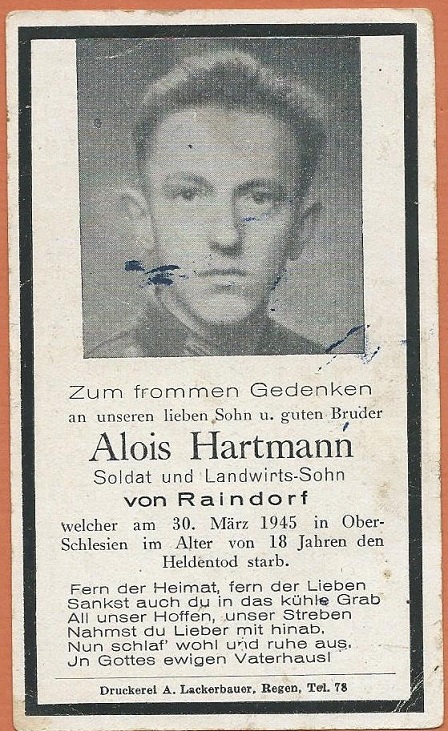 Zum frommen Gedenken
an unseren lieben Sohn u. guten Bruder
Alois Hartmann
Soldat und Landwirts-Sohn
von Raindorf
welcher am 30. März 1945 in Ober-
Schlesien im Alter von 18 Jahren den
Heldentod starb.
Fern der Heimat, fern der Lieben
Sankst auch du in das kühle Grab
All unser Hoffen, unser Streben
Nahmst du Lieber mit hinab.
Nun schlaf' wohl und ruhe aus.
Jn Gottes ewigen Vaterhaus!
Druckerei A. Lackerbauer, Regen, Tel. 78